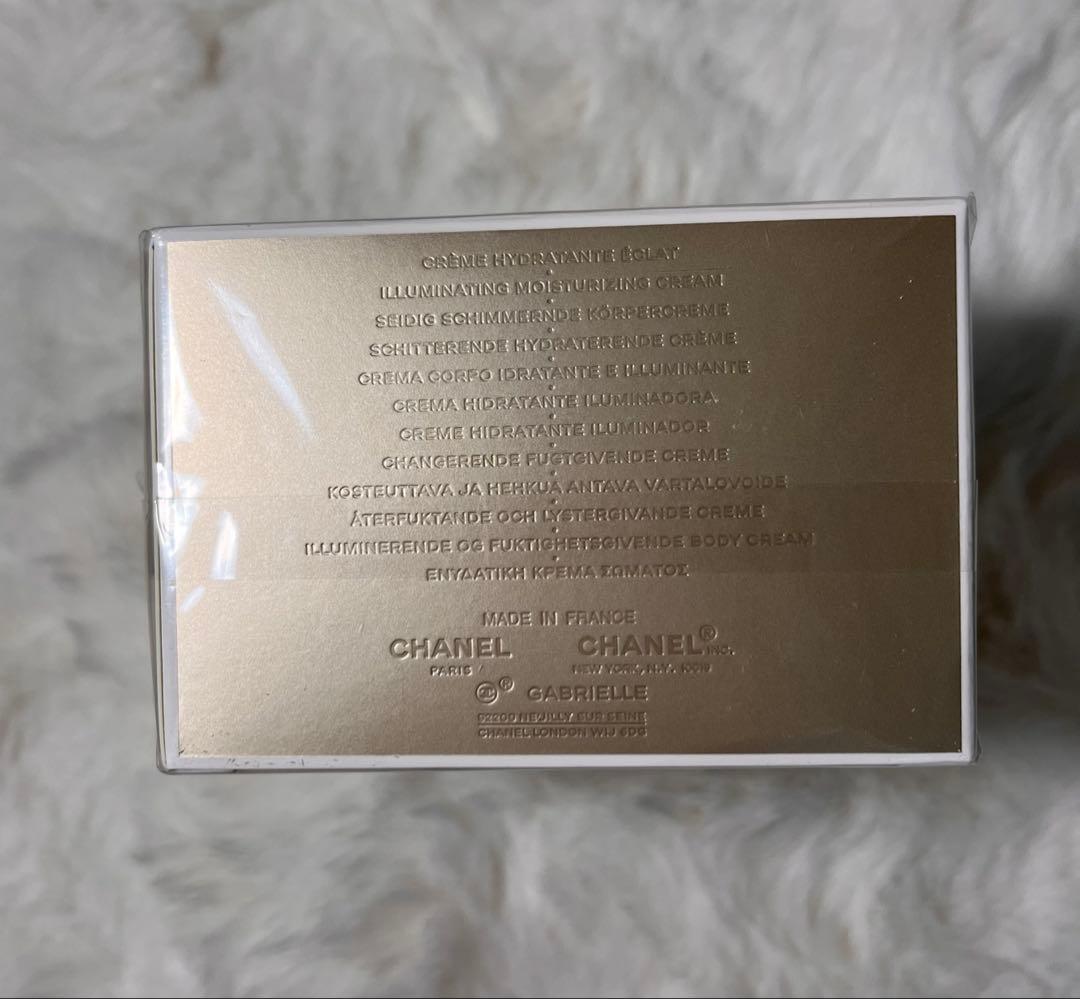 CRÈME HYDRATANTE ÉCLAT
ILLUMINATING MOISTURIZING CREAM
SEIDIG SCHIMMERNDE KÖRPERCREME
SCHITTERENDE HYDRATERENDE CRÈME
CREMA CORPO IDRATANTE E ILLUMINANTE
CREMA HIDRATANTE ILUMINADORA
CREME HIDRATANTE ILUMINADOR
CHANGERENDE FUGTGIVENDE CREME
KOSTEUTTAVA JA HEHKUA ANTAVA VARTALOVOIDE
ÅTERFUKTANDE OCH LYSTERGIVANDE CREME
ILLUMINERENDE OG FUKTIGHETSGIVENDE BODY CREAM
ΕΝΥΔΑΤΙΚΗ ΚΡΕΜΑ ΣΩΜΑΤΟΣ
MADE IN FRANCE
CHANEL CHANEL® INC.
PARIS NEW YORK, N.Y. 10019
® GABRIELLE
92200 NEUILLY SUR SEINE
CHANEL LONDON W1J 6DG